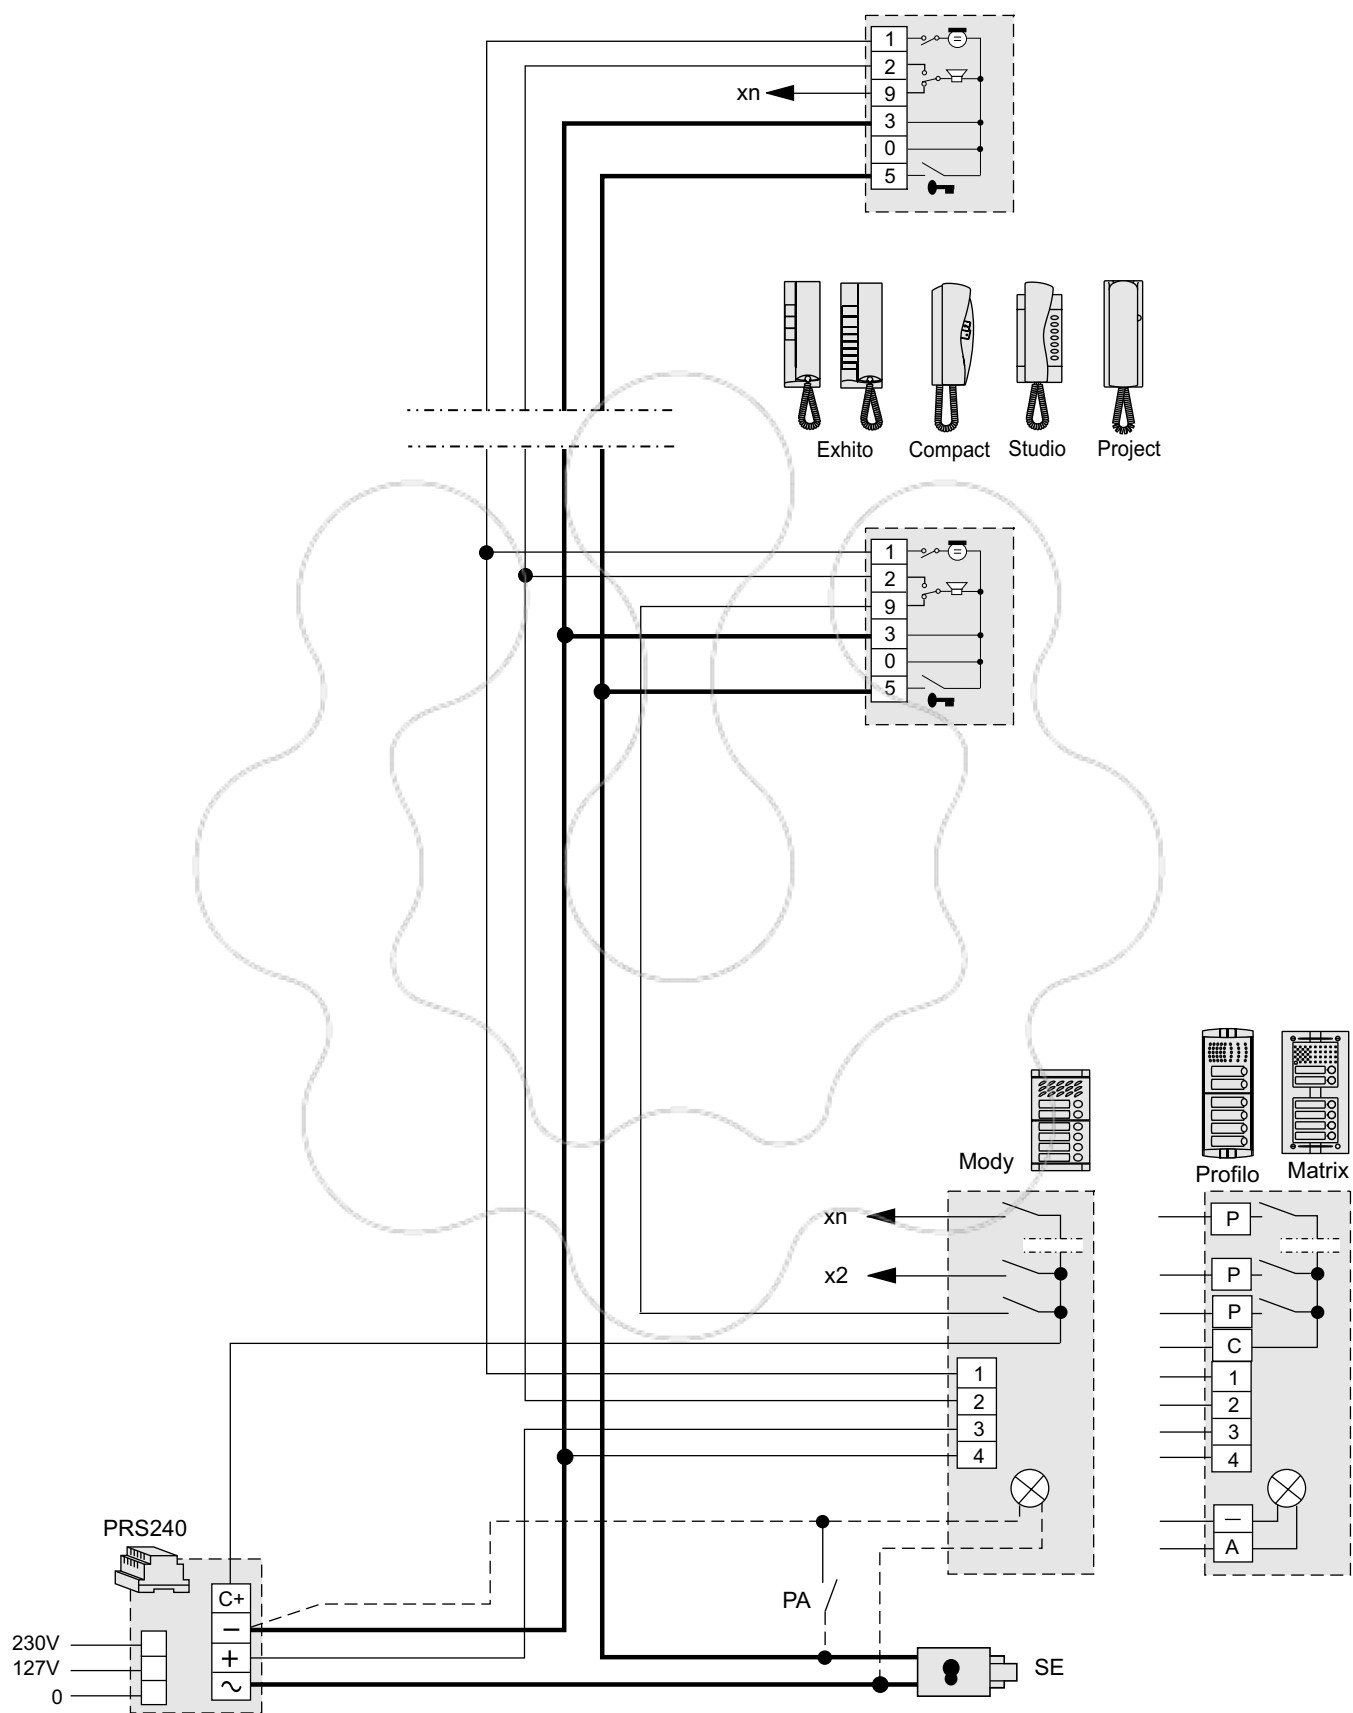 1
2
xn 9
3
0
5
Exhito Compact Studio Project
1
2
9
3
0
5
Mody Profilo Matrix
xn P
x2 P
P
C
1 1
2 2
3 3
4 4
PRS240
—
A
C+
PA
−
230V
+
127V
SE
~
0